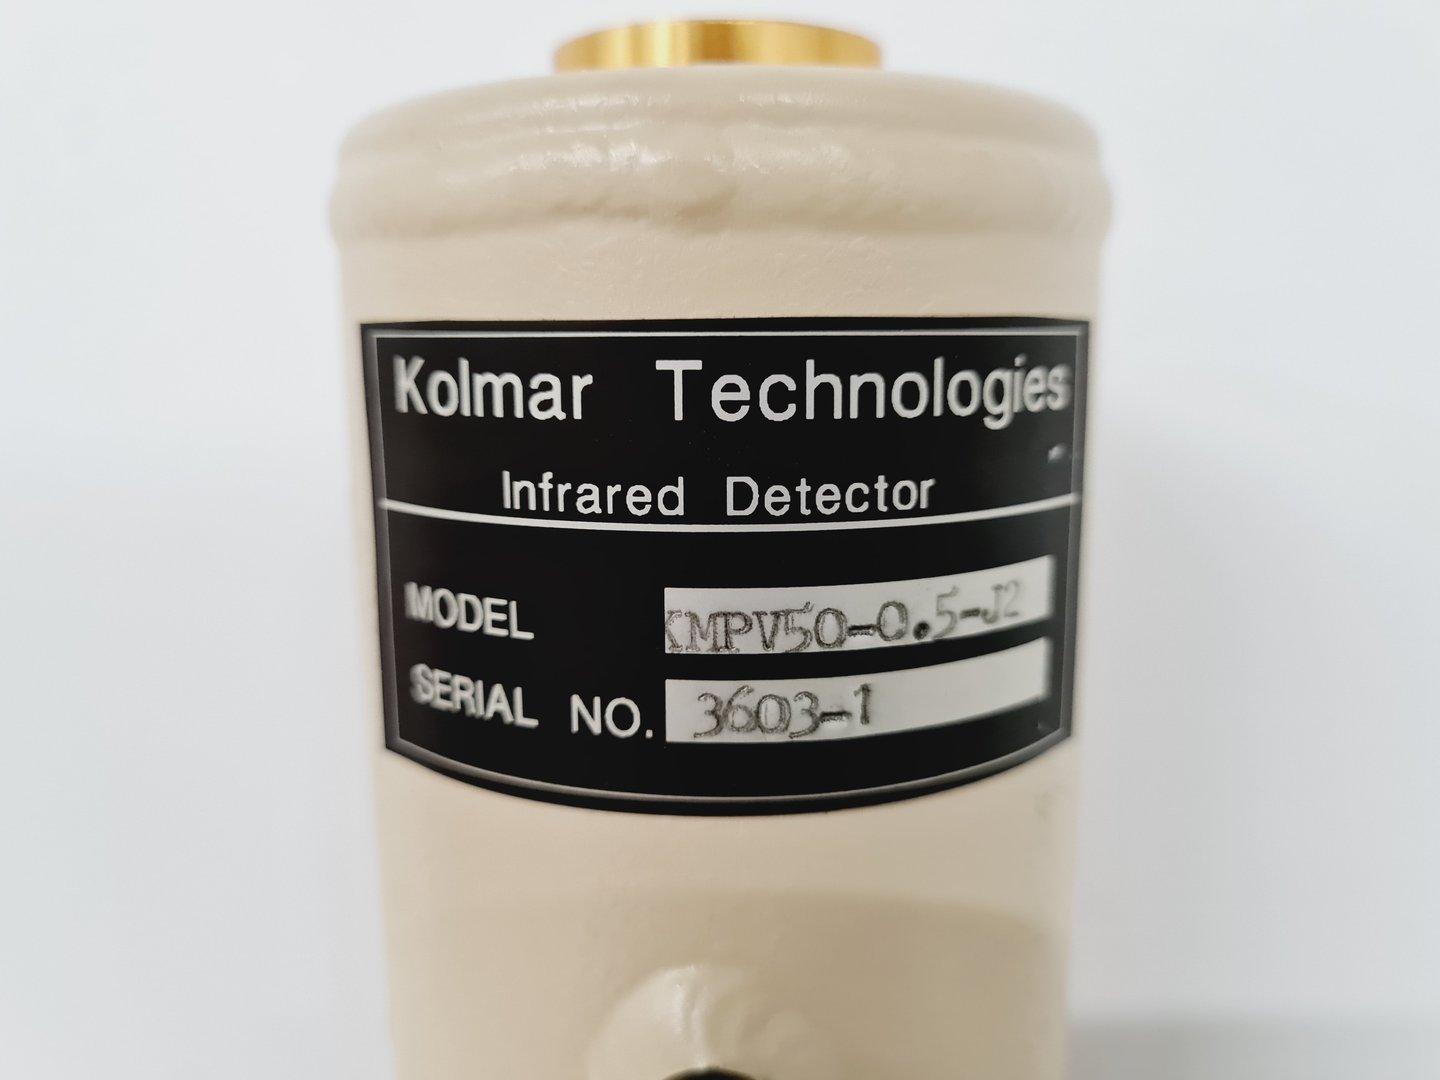 Kolmar Technologies
Infrared Detector
MODEL KMPV50-0.5-J2
SERIAL NO. 3603-1